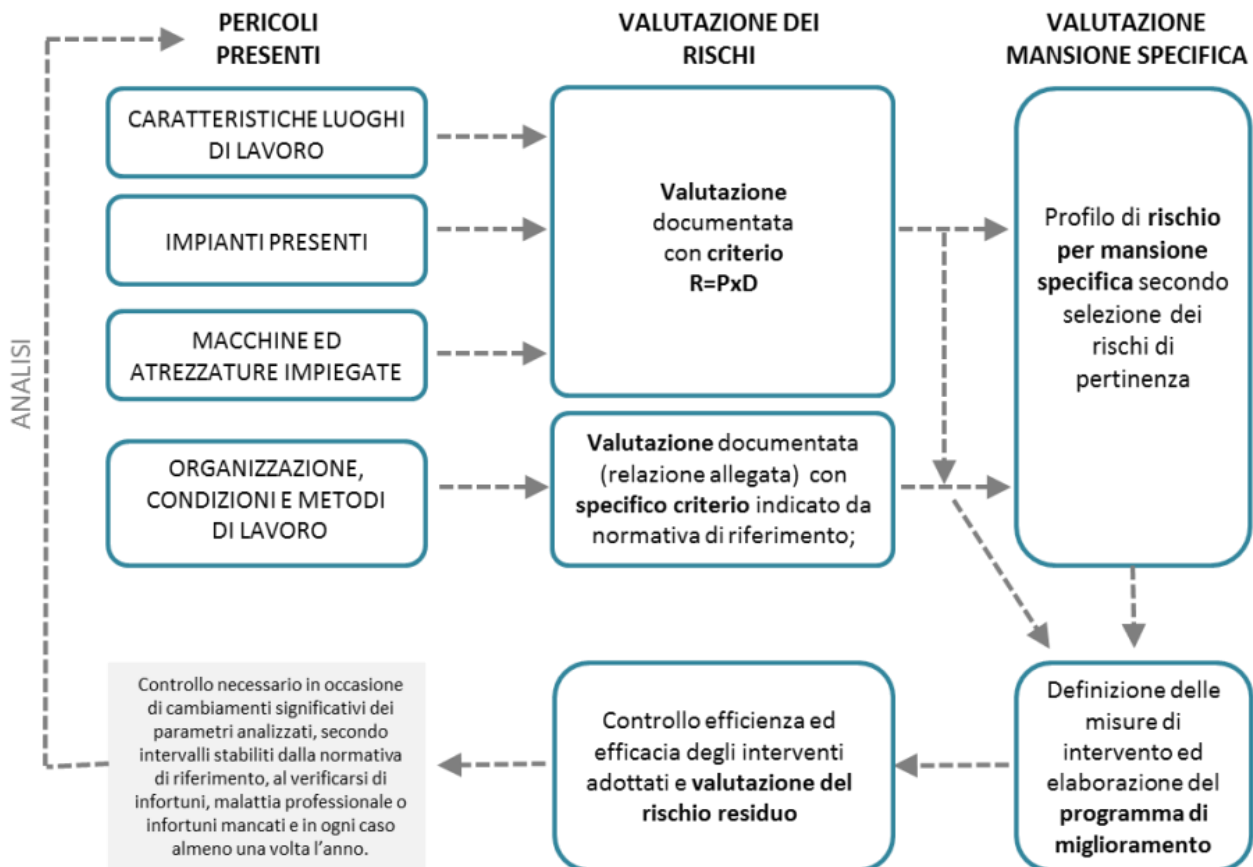 PERICOLI
PRESENTI
VALUTAZIONE DEI
RISCHI
VALUTAZIONE
MANSIONE SPECIFICA
CARATTERISTICHE LUOGHI
DI LAVORO
IMPIANTI PRESENTI
MACCHINE ED
ATREZZATURE IMPIEGATE
ORGANIZZAZIONE,
CONDIZIONI E METODI
DI LAVORO
Valutazione
documentata
con criterio
R=PxD
Valutazione documentata
(relazione allegata) con
specifico criterio indicato da
normativa di riferimento;
Profilo di rischio
per mansione
specifica secondo
selezione dei
rischi di
pertinenza
ANALISI
Controllo necessario in occasione
di cambiamenti significativi dei
parametri analizzati, secondo
intervalli stabiliti dalla normativa
di riferimento, al verificarsi di
infortuni, malattia professionale o
infortuni mancati e in ogni caso
almeno una volta l'anno.
Controllo efficienza ed
efficacia degli interventi
adottati e valutazione del
rischio residuo
Definizione delle
misure di
intervento ed
elaborazione del
programma di
miglioramento